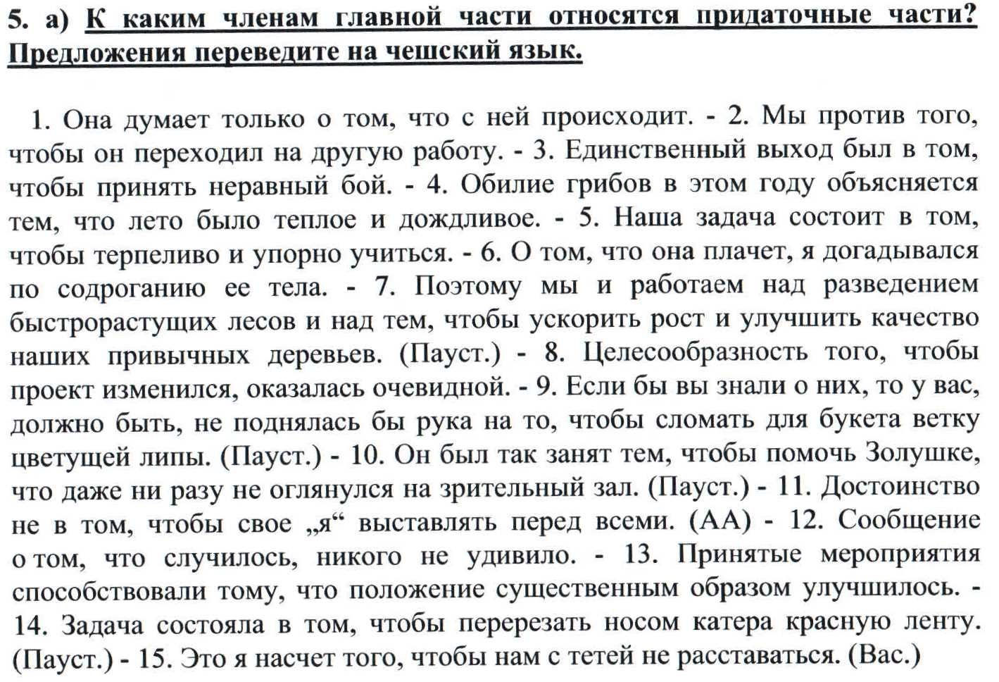 5. а) К каким членам главной части относятся придаточные части?
Предложения переведите на чешский язык.
1. Она думает только о том, что с ней происходит. - 2. Мы против того,
чтобы он переходил на другую работу. - 3. Единственный выход был в том,
чтобы принять неравный бой. - 4. Обилие грибов в этом году объясняется
тем, что лето было теплое и дождливое. - 5. Наша задача состоит в том,
чтобы терпеливо и упорно учиться. - 6. О том, что она плачет, я догадывался
по содроганию ее тела. - 7. Поэтому мы и работаем над разведением
быстрорастущих лесов и над тем, чтобы ускорить рост и улучшить качество
наших привычных деревьев. (Пауст.) - 8. Целесообразность того, чтобы
проект изменился, оказалась очевидной. - 9. Если бы вы знали о них, то у вас,
должно быть, не поднялась бы рука на то, чтобы сломать для букета ветку
цветущей липы. (Пауст.) - 10. Он был так занят тем, чтобы помочь Золушке,
что даже ни разу не оглянулся на зрительный зал. (Пауст.) - 11. Достоинство
не в том, чтобы свое „я“ выставлять перед всеми. (АА) - 12. Сообщение
о том, что случилось, никого не удивило. - 13. Принятые мероприятия
способствовали тому, что положение существенным образом улучшилось. -
14. Задача состояла в том, чтобы перерезать носом катера красную ленту.
(Пауст.) - 15. Это я насчет того, чтобы нам с тетей не расставаться. (Вас.)